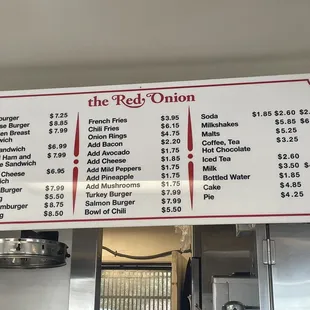 the Red Onion
burger $ 7.25
se Burger $ 8.85
en Breast $ 7.99
wich
andwich $ 6.99
Ham and $ 7.99
e Sandwich
Cheese $ 6.95
wich
Burger $ 7.99
g $ 5.50
mburger $ 8.75
g $ 8.50
French Fries $3.95
Chili Fries $6.15
Onion Rings $4.75
Add Bacon $2.20
Add Avocado $1.75
Add Cheese $1.85
Add Mild Peppers $1.75
Add Pineapple $1.75
Add Mushrooms $1.75
Turkey Burger $7.99
Salmon Burger $7.99
Bowl of Chili $5.50
Soda $1.85 $2.60 $2
Milkshakes $5.85 $6
Malts $5.25
Coffee, Tea $3.25
Hot Chocolate
Iced Tea $2.60
Milk $3.50
Bottled Water $1.85
Cake $4.85
Pie $4.25